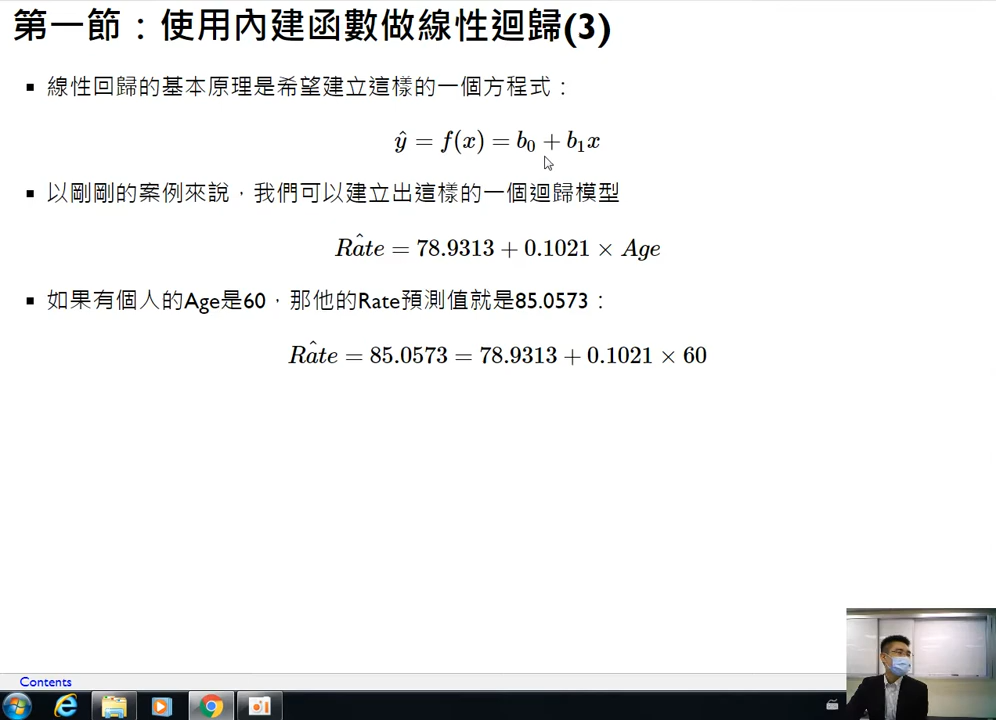 第一節：使用內建函數做線性迴歸(3)
線性回歸的基本原理是希望建立這樣的一個方程式：
ŷ = f(x) = b₀ + b₁x
以剛剛的案例來說，我們可以建立出這樣的一個迴歸模型
Râte = 78.9313 + 0.1021 × Age
如果有個人的Age是60，那他的Rate預測值就是85.0573：
Râte = 85.0573 = 78.9313 + 0.1021 × 60
Contents